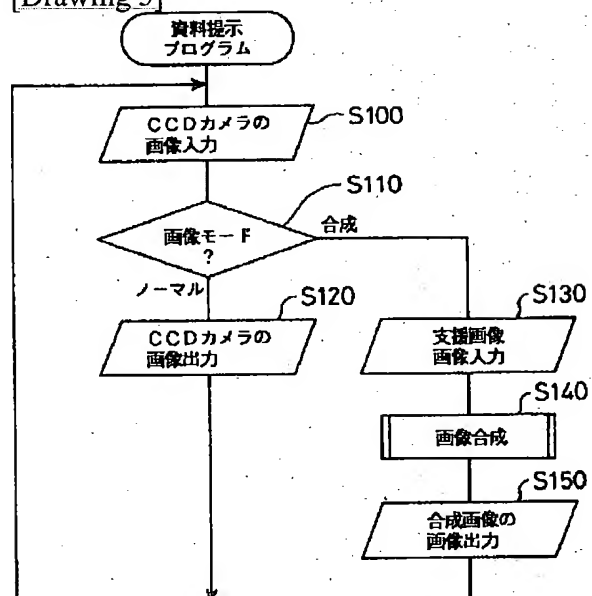 [Drawing 5]
資料提示
プログラム
CCDカメラの
画像入力
S100
S110
画像モード
?
合成
ノーマル
S120
CCDカメラの
画像出力
S130
支援画像
画像入力
S140
画像合成
S150
合成画像の
画像出力